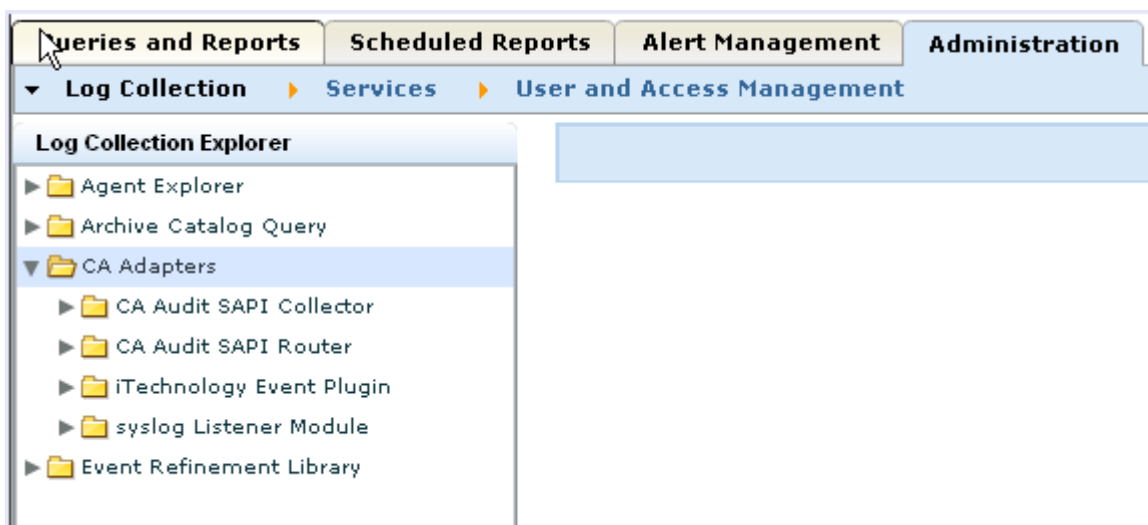 Queries and Reports Scheduled Reports Alert Management Administration
Log Collection Services User and Access Management
Log Collection Explorer
Agent Explorer
Archive Catalog Query
CA Adapters
CA Audit SAPI Collector
CA Audit SAPI Router
iTechnology Event Plugin
syslog Listener Module
Event Refinement Library